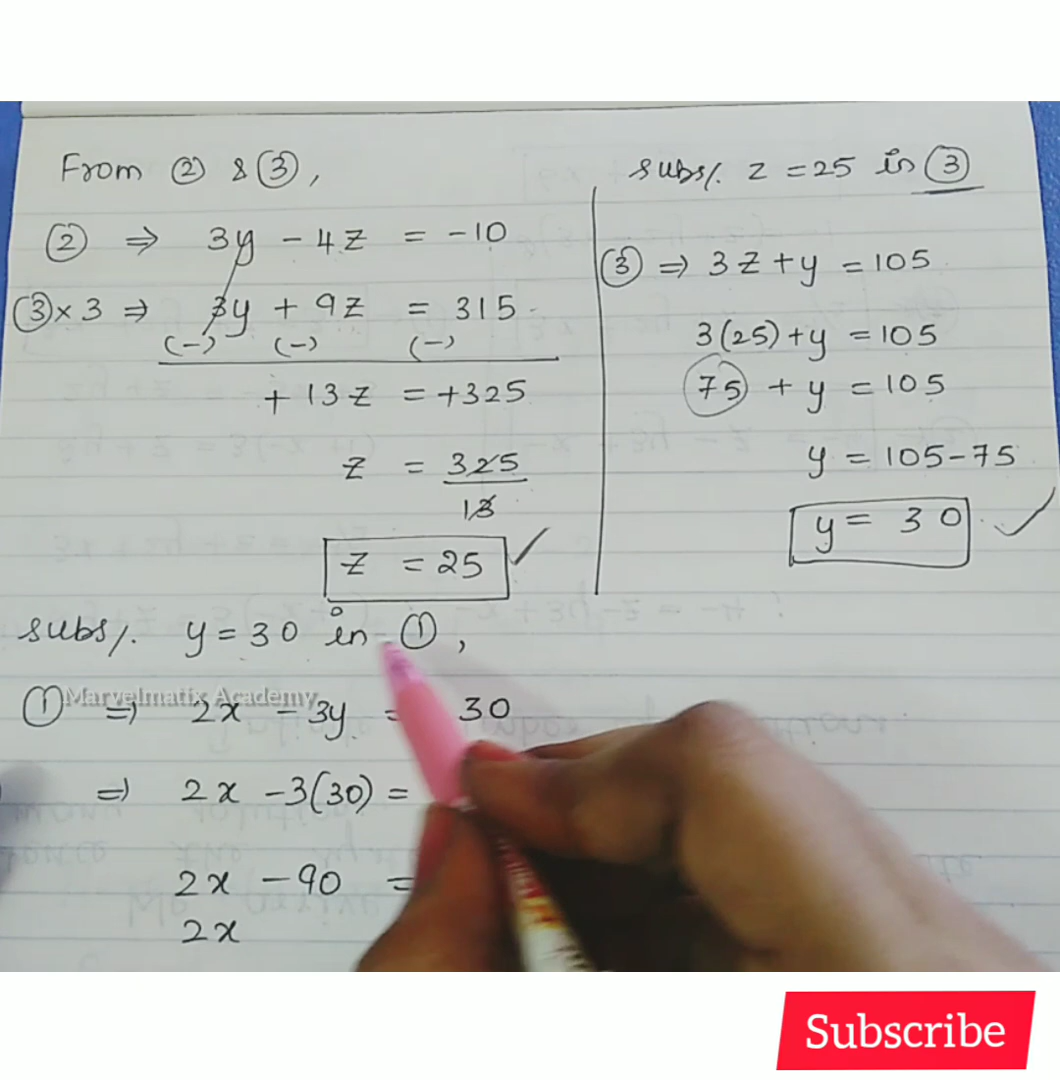 From ② & ③,
② ⇒ 3y - 4z = -10
③ × 3 ⇒ 3y + 9z = 315
(-) (-) (-)
+ 13z = +325
z = 325
13
z = 25 ✓
subs/. z = 25 in ③
③ ⇒ 3z + y = 105
3(25) + y = 105
75 + y = 105
y = 105 - 75
y = 30 ✓
subs/. y = 30 in ①,
Marvelmatix Academy
① ⇒ 2x - 3y = 30
⇒ 2x - 3(30) =
2x - 90 =
2x
Subscribe